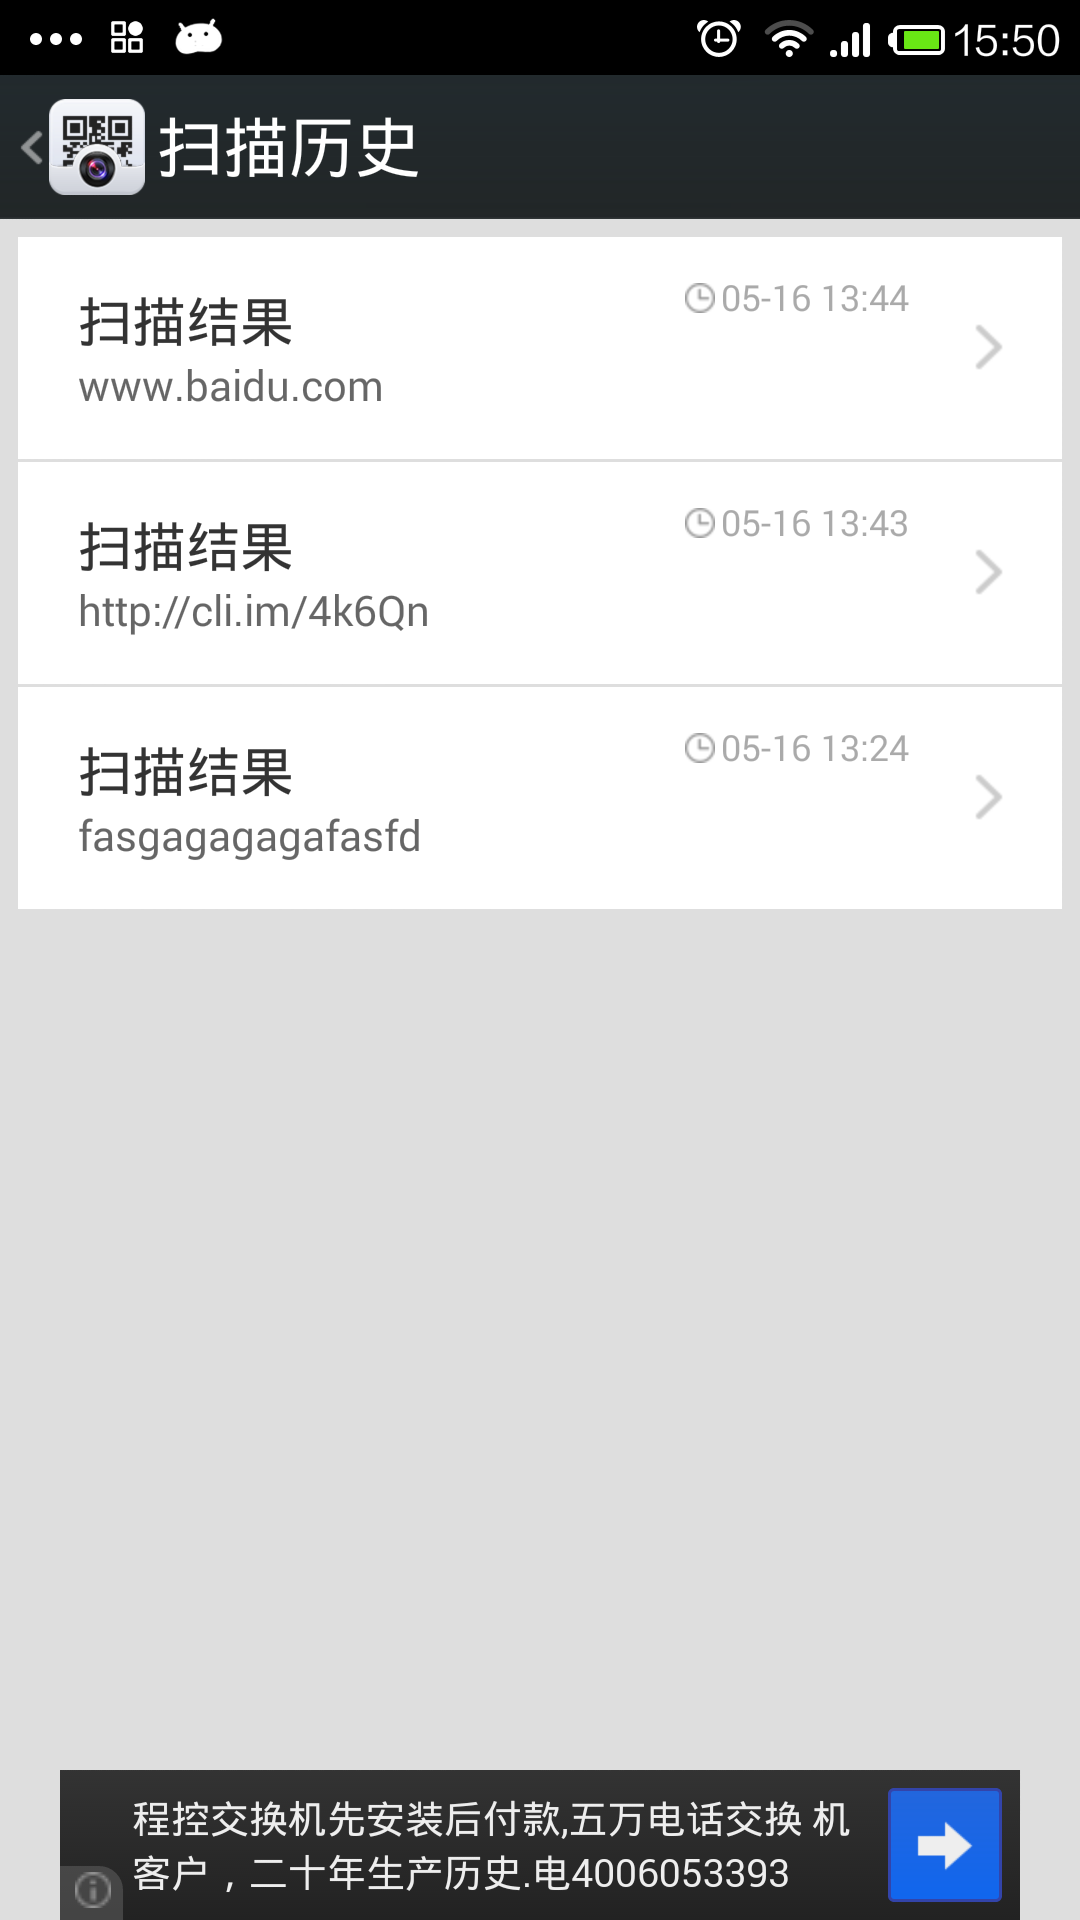 15:50
扫描历史
扫描结果
05-16 13:44
www.baidu.com
扫描结果
05-16 13:43
http://cli.im/4k6Qn
扫描结果
05-16 13:24
fasgagagagafasfd
程控交换机先安装后付款,五万电话交换 机
客户，二十年生产历史.电4006053393